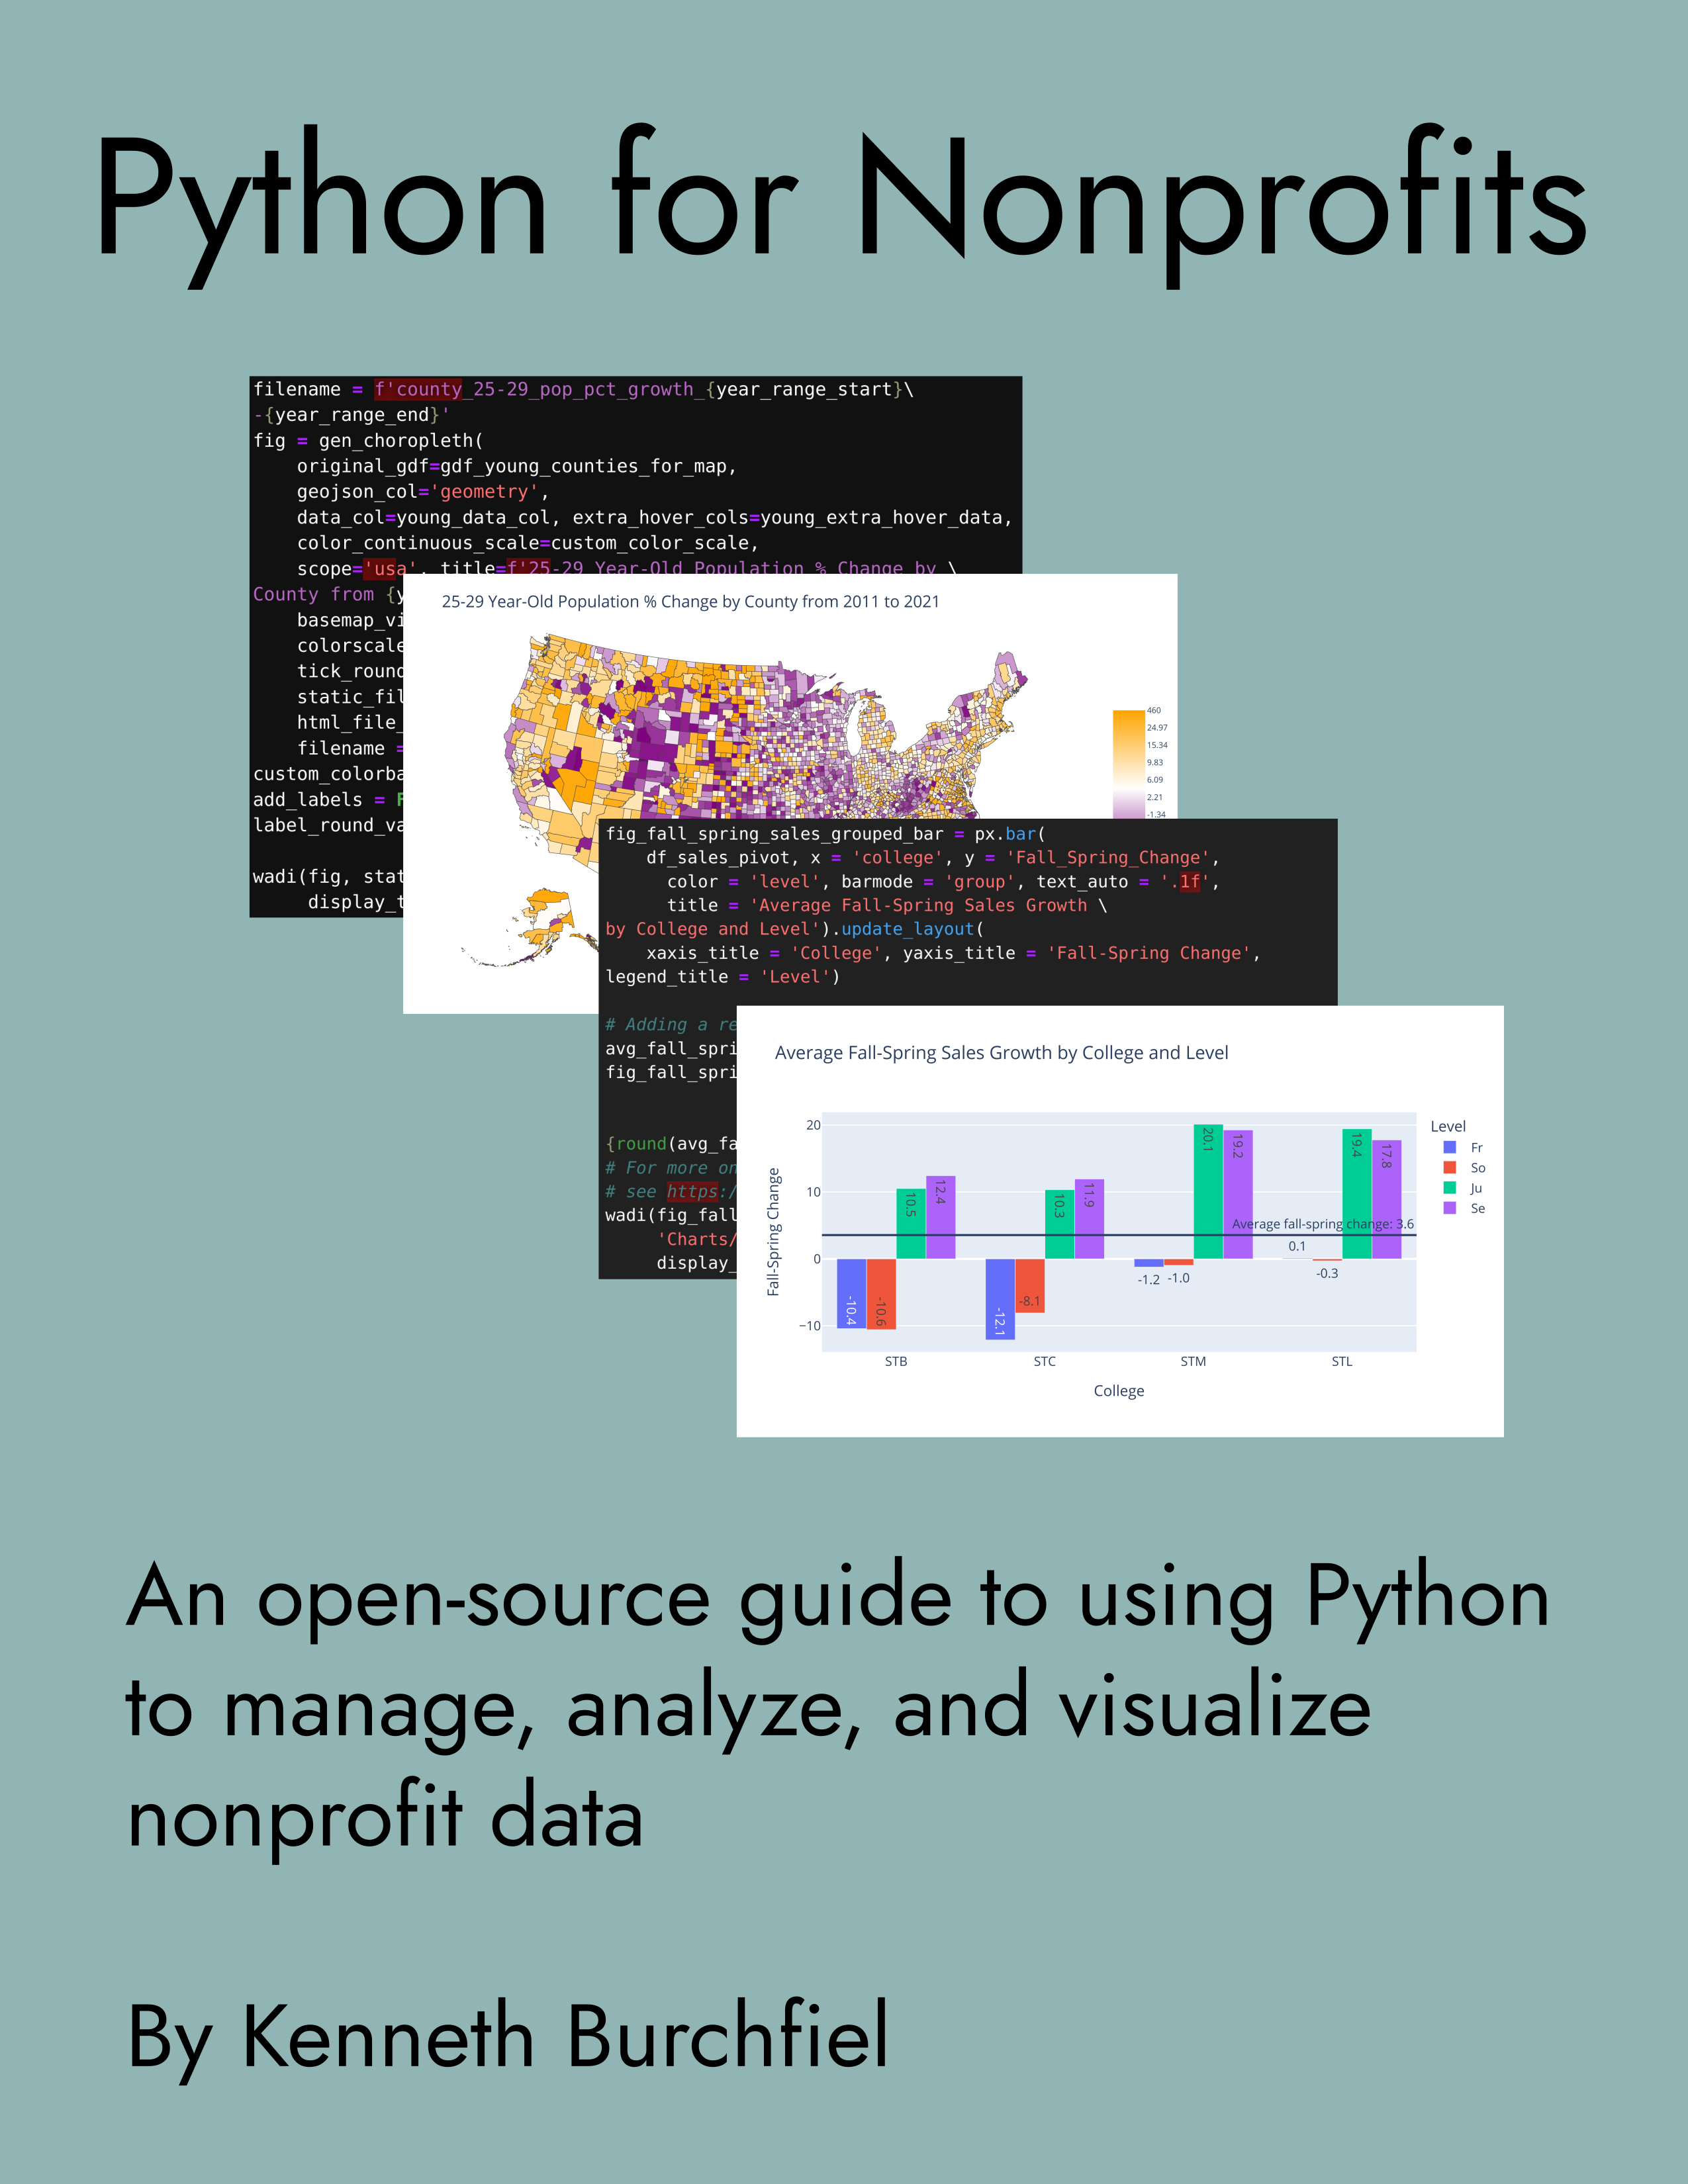 Python for Nonprofits
filename = f'county_25-29_pop_pct_growth_{year_range_start}\
-{year_range_end}'
fig = gen_choropleth(
    original_gdf=gdf_young_counties_for_map,
    geojson_col='geometry',
    data_col=young_data_col, extra_hover_cols=young_extra_hover_data,
    color_continuous_scale=custom_color_scale,
    scope='usa', title=f'25-29 Year-Old Population % Change by \
County from {
    basemap_vi
    colorscale
    tick_round
    static_fil
    html_file_
    filename =
custom_colorba
add_labels =
label_round_va
wadi(fig, stat
     display_t
25-29 Year-Old Population % Change by County from 2011 to 2021
460
24.97
15.34
9.83
6.09
2.21
-1.34
fig_fall_spring_sales_grouped_bar = px.bar(
    df_sales_pivot, x = 'college', y = 'Fall_Spring_Change',
      color = 'level', barmode = 'group', text_auto = '.1f',
      title = 'Average Fall-Spring Sales Growth \
by College and Level').update_layout(
    xaxis_title = 'College', yaxis_title = 'Fall-Spring Change',
legend_title = 'Level')
# Adding a re
avg_fall_spri
fig_fall_spri
{round(avg_fa
# For more on
# see https:/
wadi(fig_fall
     'Charts/
     display_
Average Fall-Spring Sales Growth by College and Level
Fall-Spring Change
20
10
0
−10
-10.4
-10.6
10.5
12.4
-12.1
-8.1
10.3
11.9
-1.2
-1.0
20.1
19.2
0.1
-0.3
19.4
17.8
Average fall-spring change: 3.6
STB
STC
STM
STL
College
Level
Fr
So
Ju
Se
An open-source guide to using Python
to manage, analyze, and visualize
nonprofit data
By Kenneth Burchfiel